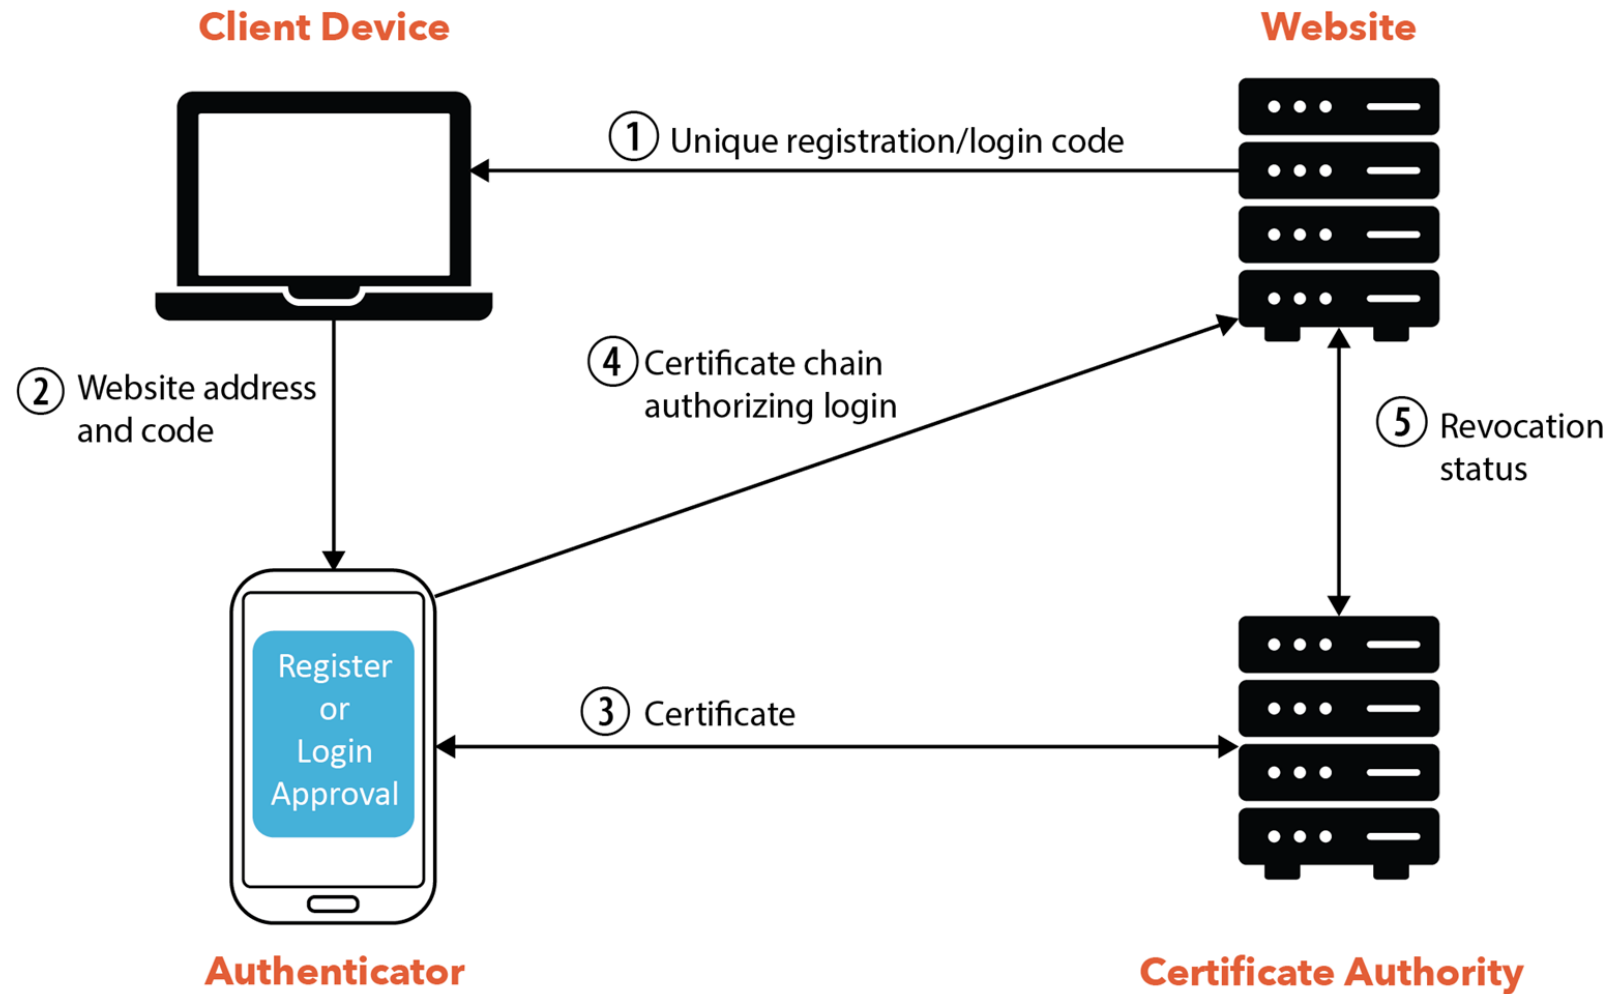 Client Device
Website
1 Unique registration/login code
2 Website address
and code
4 Certificate chain
authorizing login
5 Revocation
status
Register
or
Login
Approval
3 Certificate
Authenticator
Certificate Authority